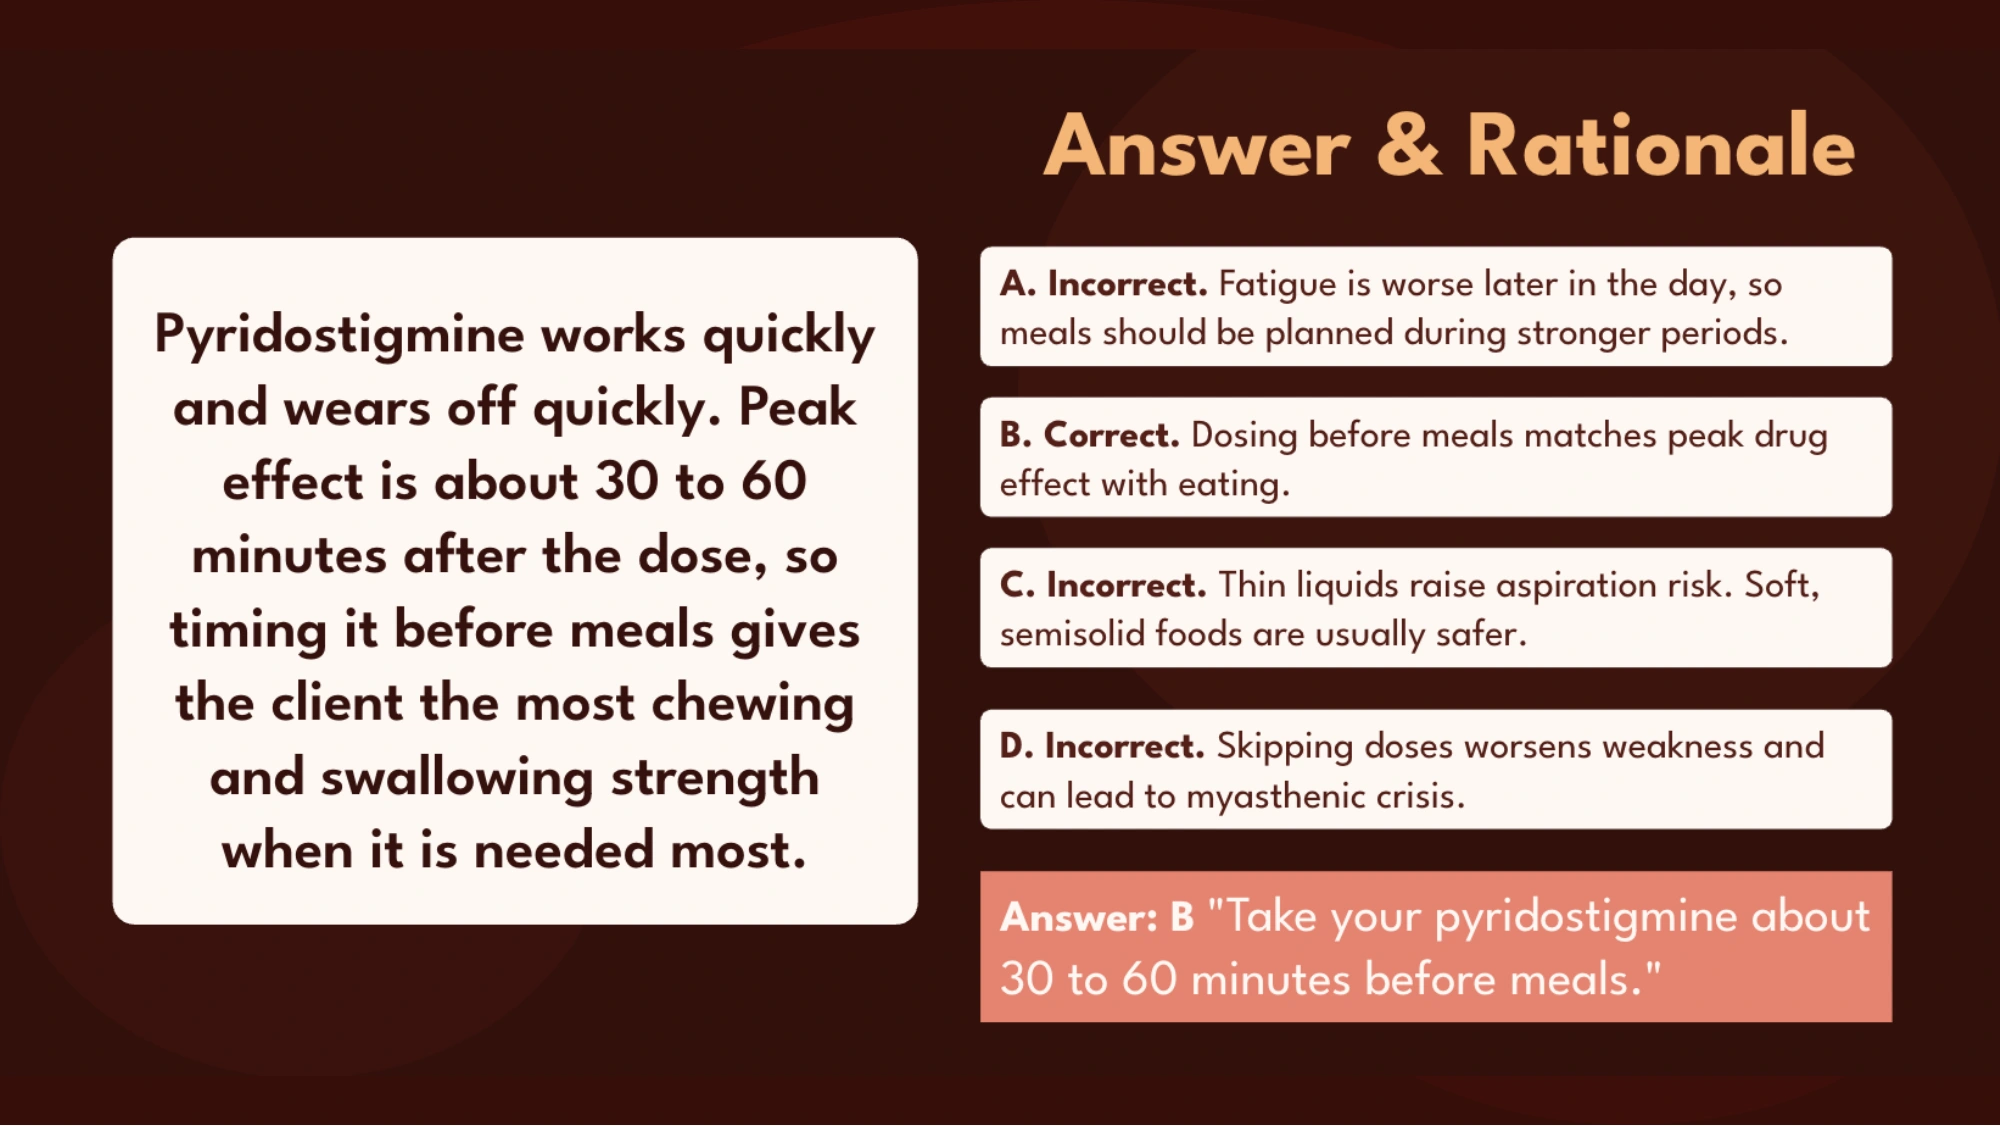 Answer & Rationale
Pyridostigmine works quickly
and wears off quickly. Peak
effect is about 30 to 60
minutes after the dose, so
timing it before meals gives
the client the most chewing
and swallowing strength
when it is needed most.
A. Incorrect. Fatigue is worse later in the day, so
meals should be planned during stronger periods.
B. Correct. Dosing before meals matches peak drug
effect with eating.
C. Incorrect. Thin liquids raise aspiration risk. Soft,
semisolid foods are usually safer.
D. Incorrect. Skipping doses worsens weakness and
can lead to myasthenic crisis.
Answer: B "Take your pyridostigmine about
30 to 60 minutes before meals."